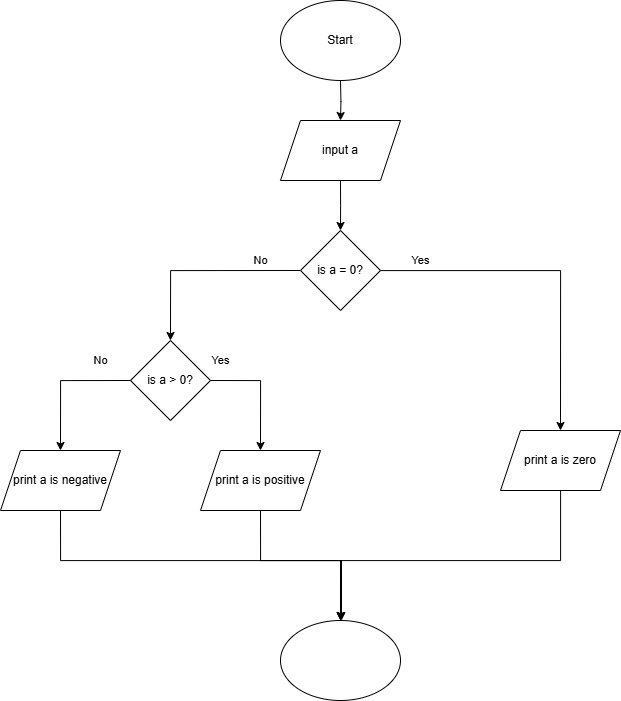 Start
input a
is a = 0?
No
Yes
is a > 0?
No
Yes
print a is negative
print a is positive
print a is zero